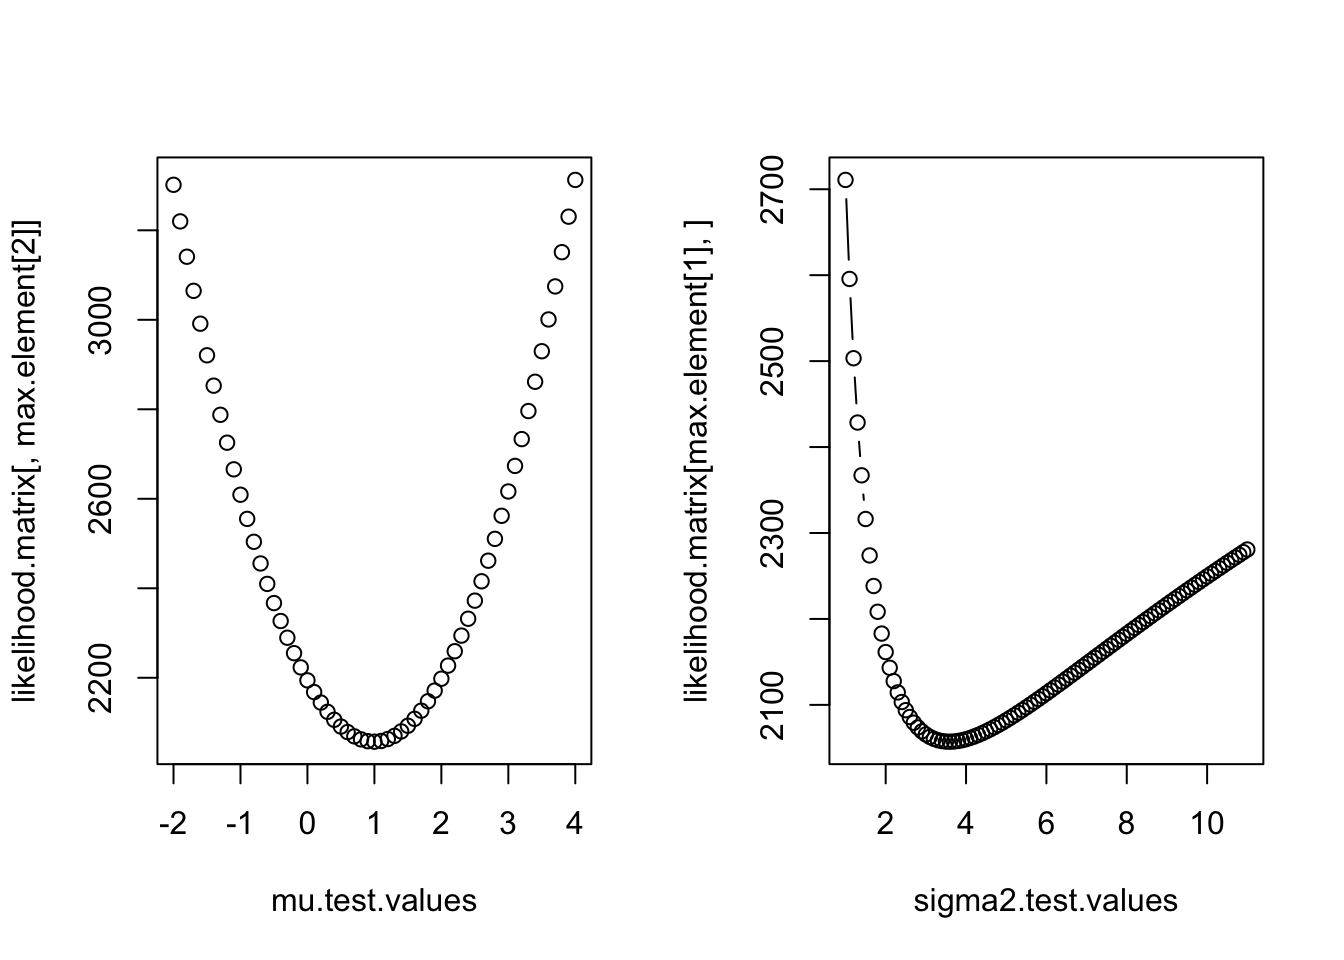 likelihood.matrix[, max.element[2]]
3000
2600
2200
-2 -1 0 1 2 3 4
mu.test.values
likelihood.matrix[max.element[1], ]
2700
2500
2300
2100
2 4 6 8 10
sigma2.test.values